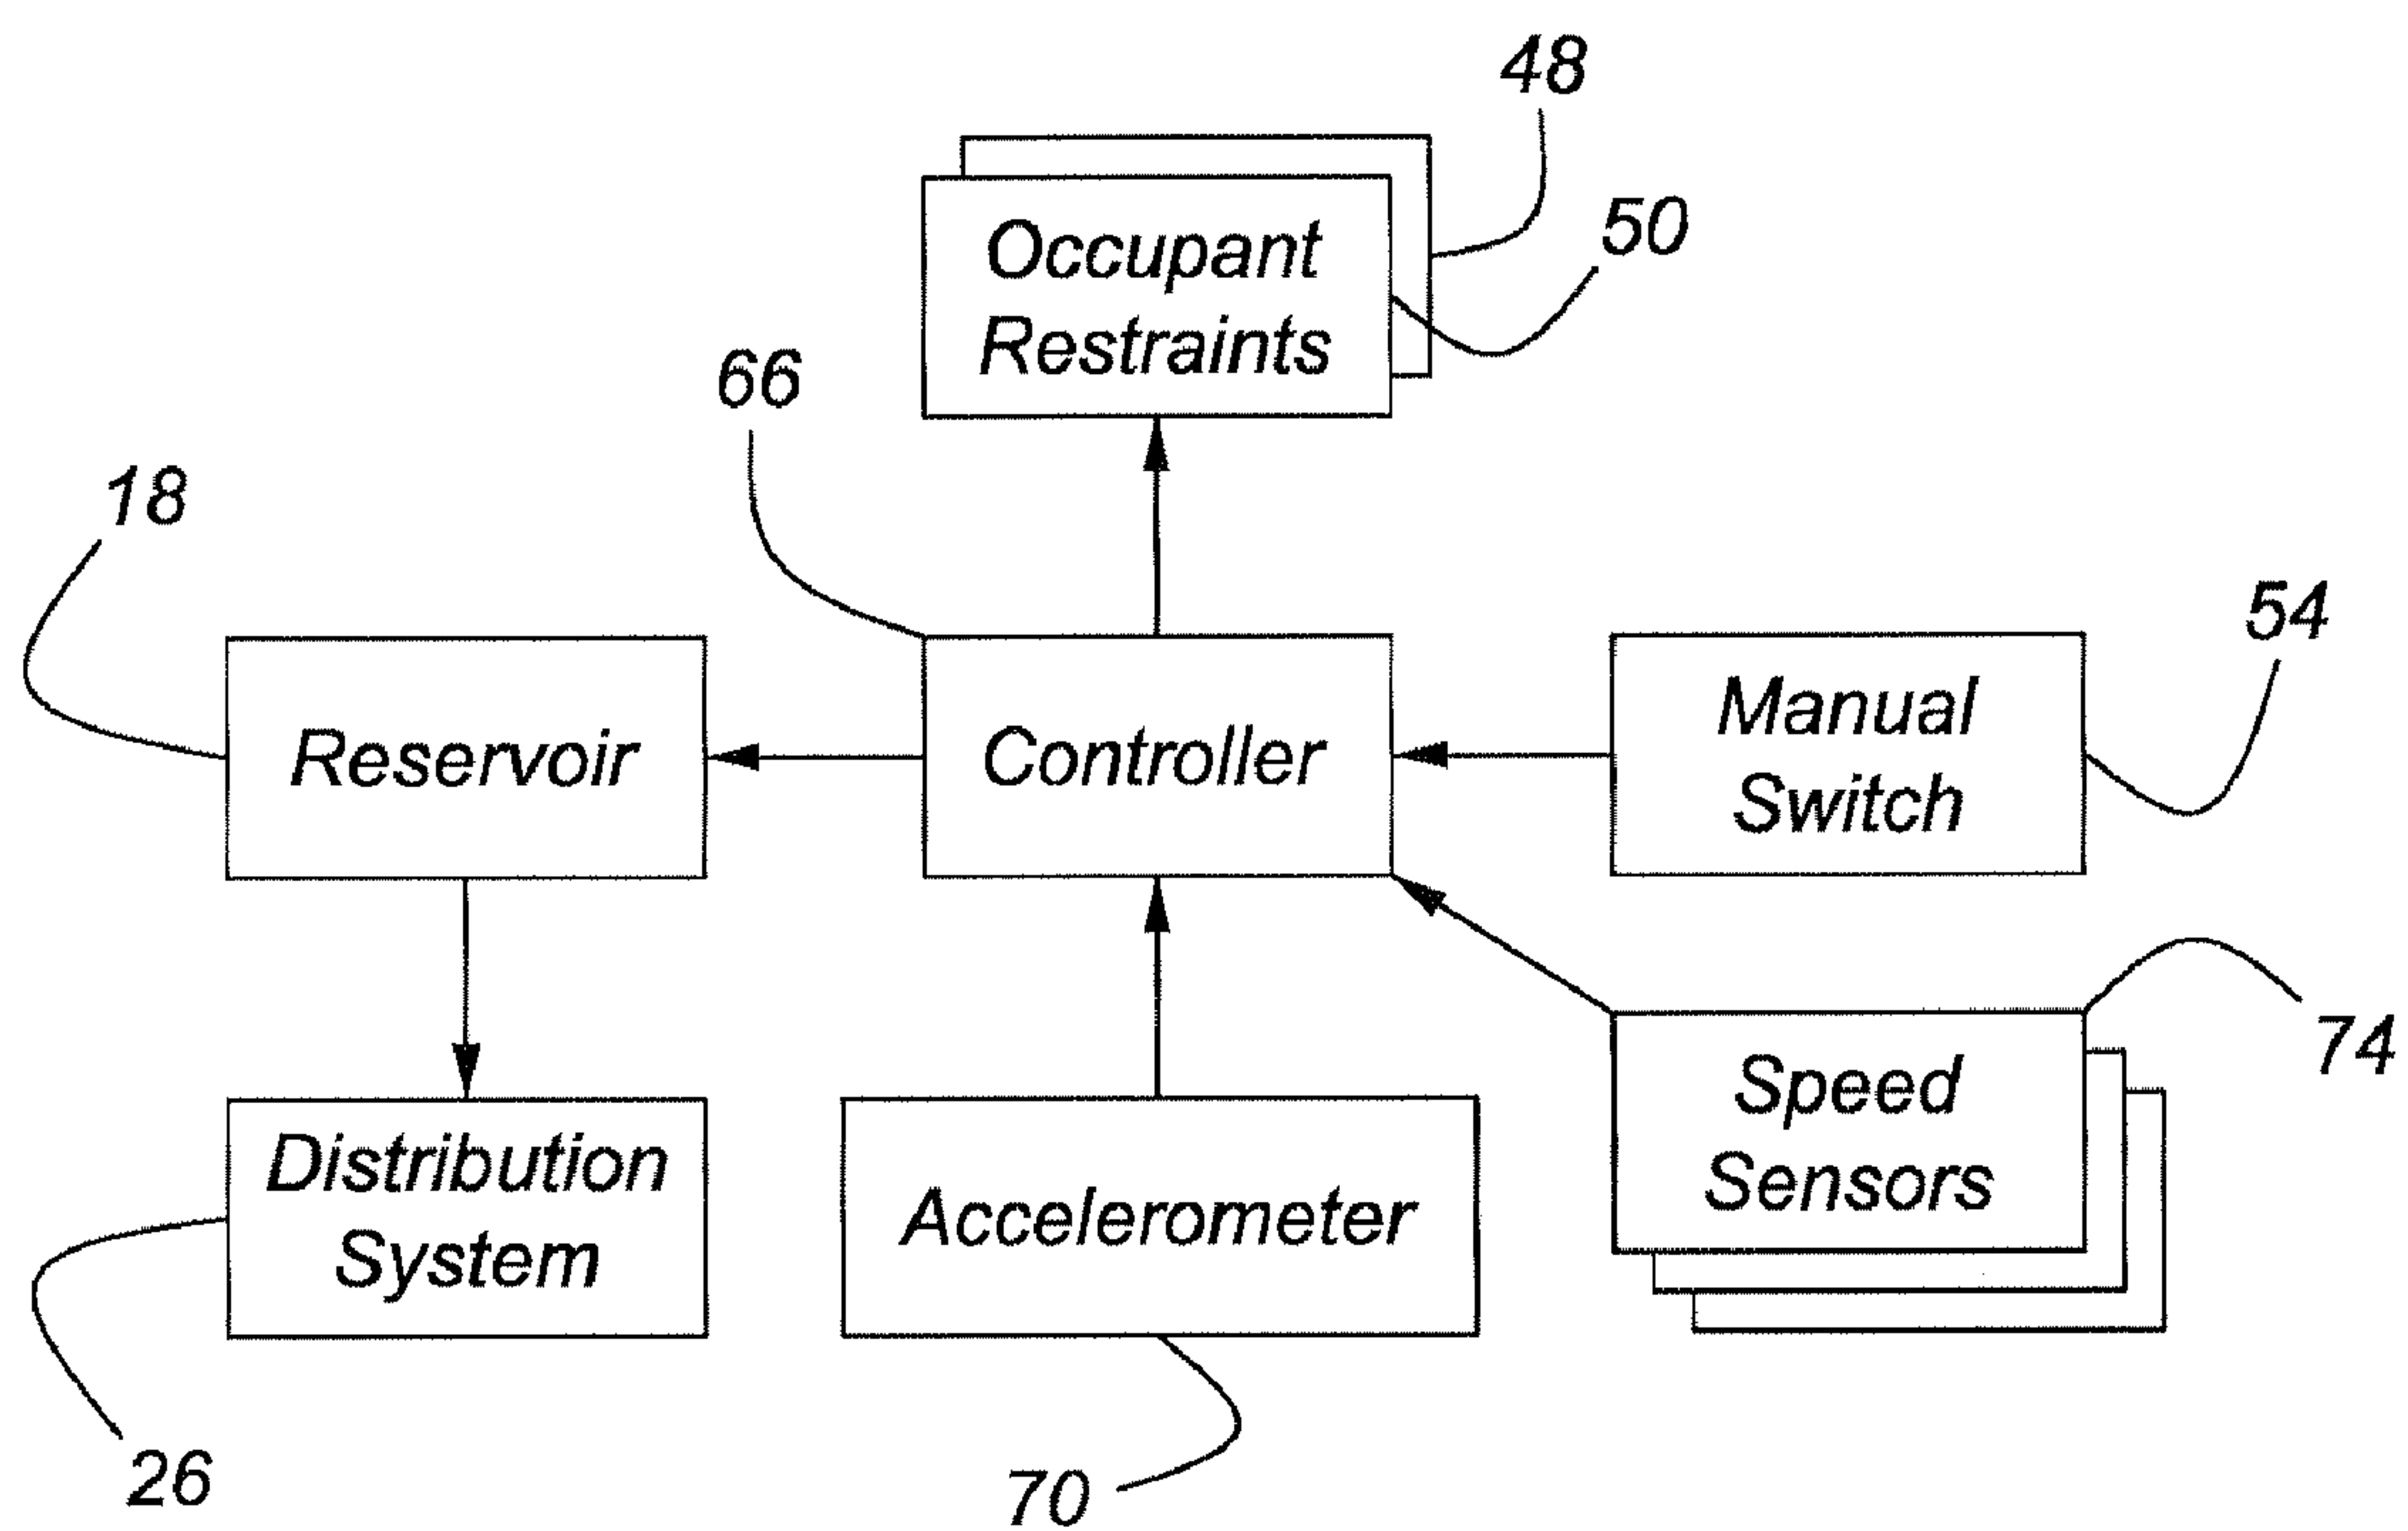 48
50
Occupant
Restraints
66
18
54
Reservoir
Controller
Manual
Switch
74
Speed
Sensors
Distribution
System
Accelerometer
26
70